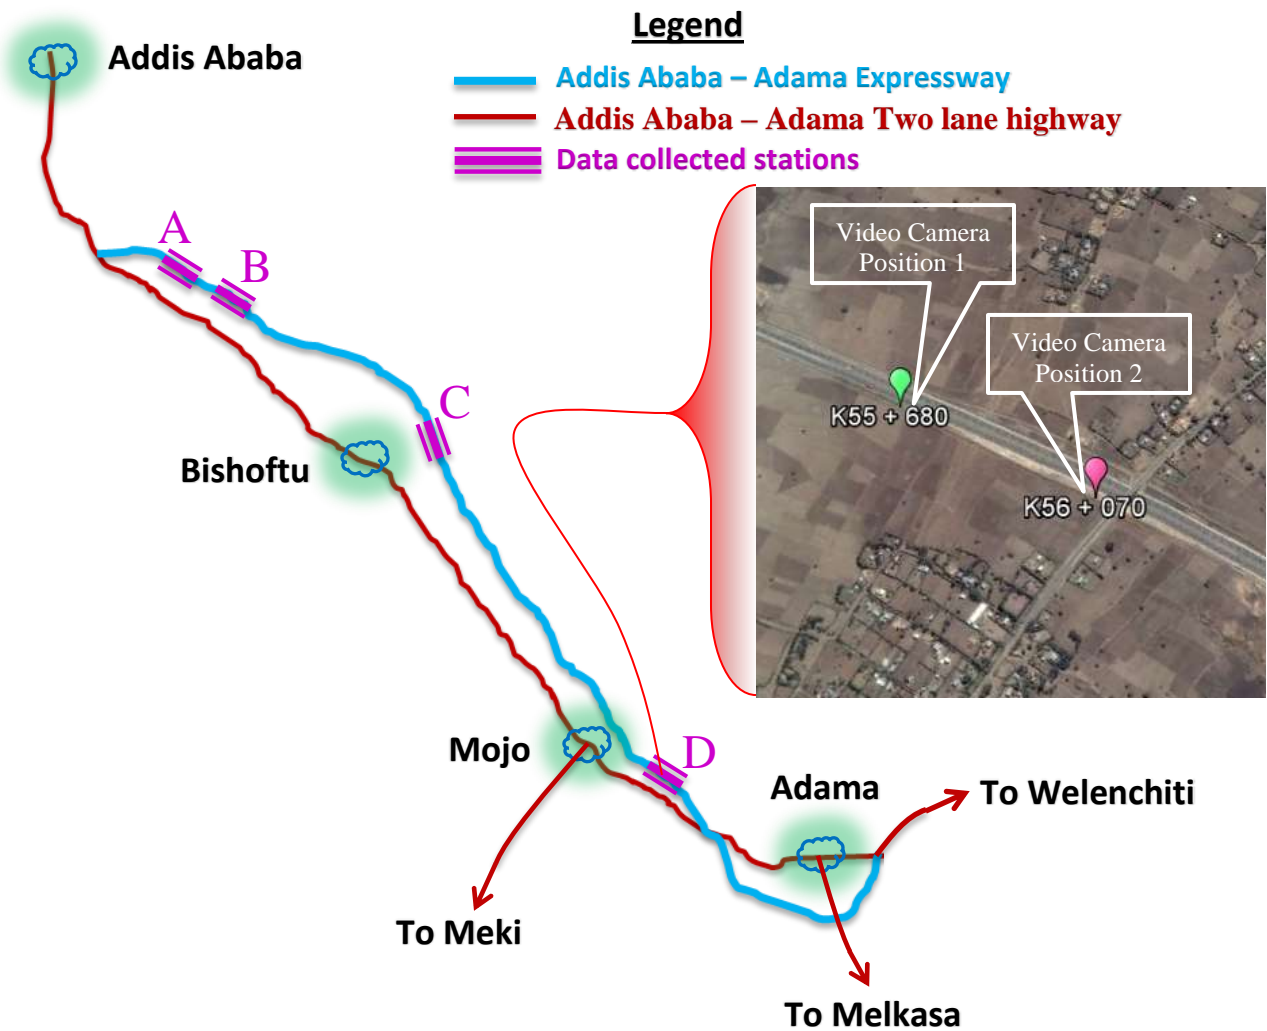 Legend
Addis Ababa
Addis Ababa – Adama Expressway
Addis Ababa – Adama Two lane highway
Data collected stations
A
B
Video Camera
Position 1
Video Camera
Position 2
C
K55 + 680
Bishoftu
K56 + 070
Mojo
D
Adama
To Welenchiti
To Meki
To Melkasa